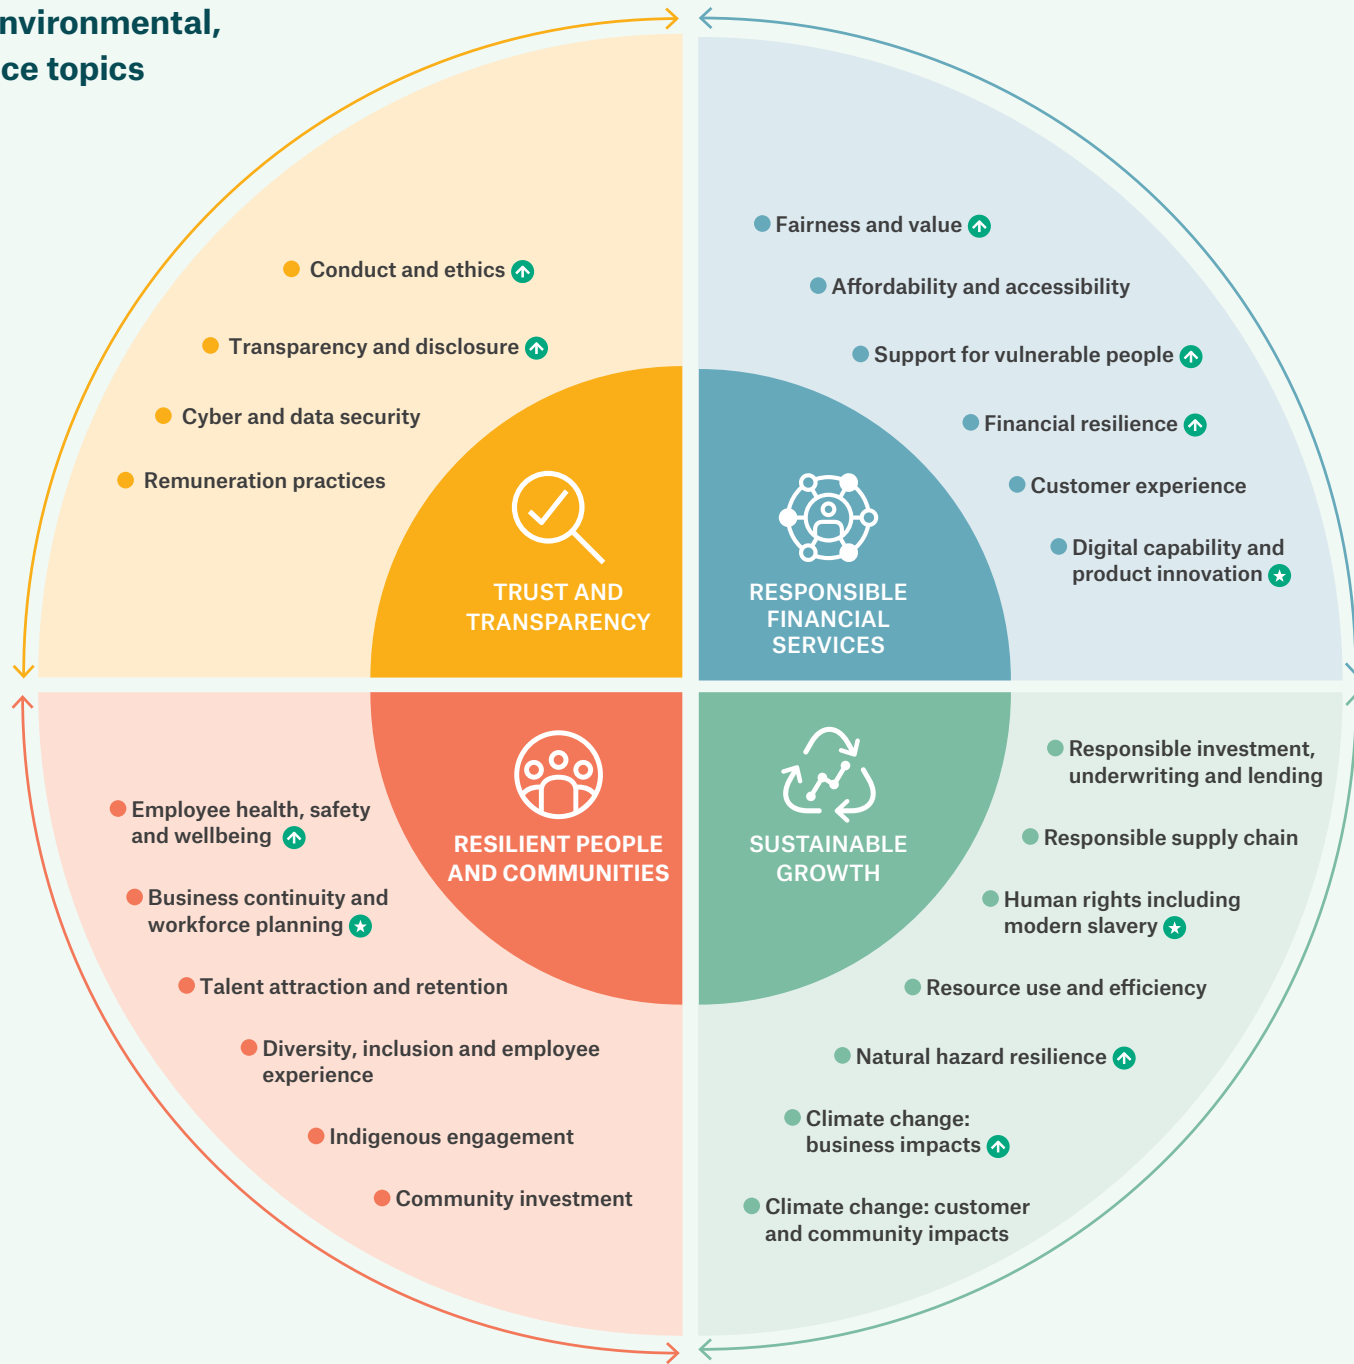 nvironmental,
ce topics
Conduct and ethics
Transparency and disclosure
Cyber and data security
Remuneration practices
TRUST AND
TRANSPARENCY
Fairness and value
Affordability and accessibility
Support for vulnerable people
Financial resilience
Customer experience
Digital capability and
product innovation
RESPONSIBLE
FINANCIAL
SERVICES
Employee health, safety
and wellbeing
Business continuity and
workforce planning
Talent attraction and retention
Diversity, inclusion and employee
experience
Indigenous engagement
Community investment
RESILIENT PEOPLE
AND COMMUNITIES
SUSTAINABLE
GROWTH
Responsible investment,
underwriting and lending
Responsible supply chain
Human rights including
modern slavery
Resource use and efficiency
Natural hazard resilience
Climate change:
business impacts
Climate change: customer
and community impacts